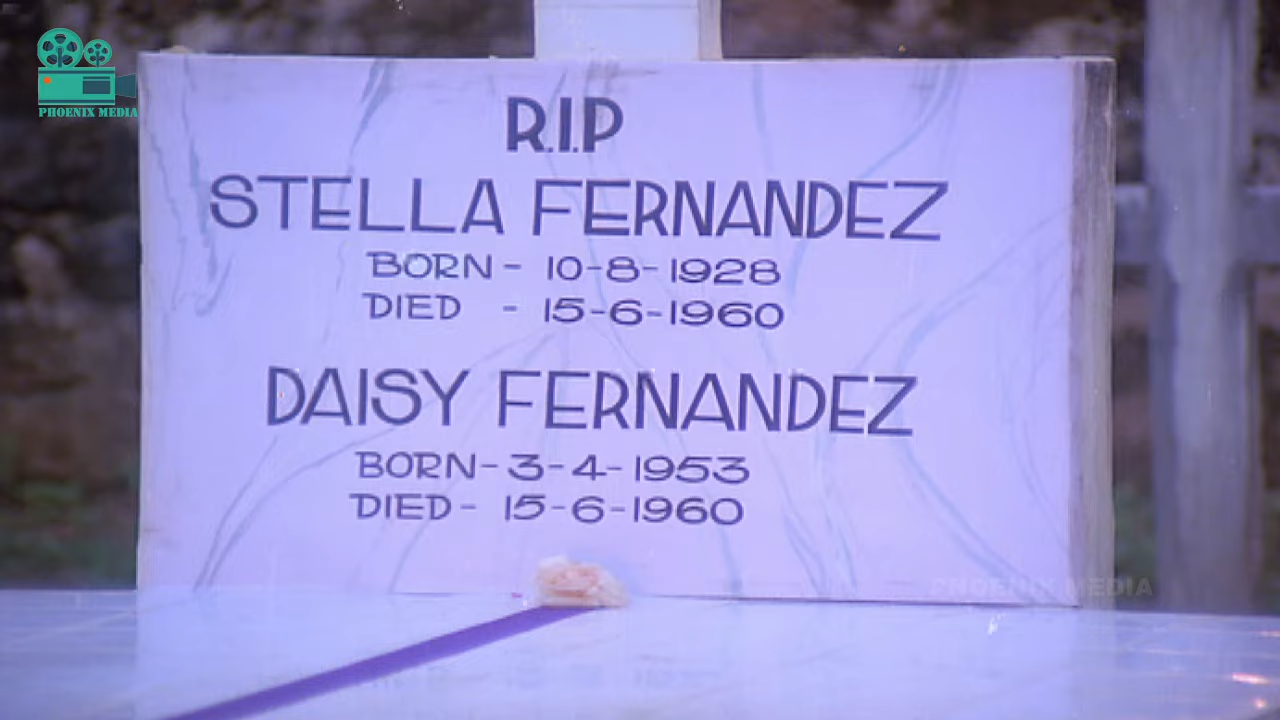 PHOENIX MEDIA
R.I.P
STELLA FERNANDEZ
BORN - 10-8-1928
DIED - 15-6-1960
DAISY FERNANDEZ
BORN - 3-4-1953
DIED - 15-6-1960
PHOENIX MEDIA